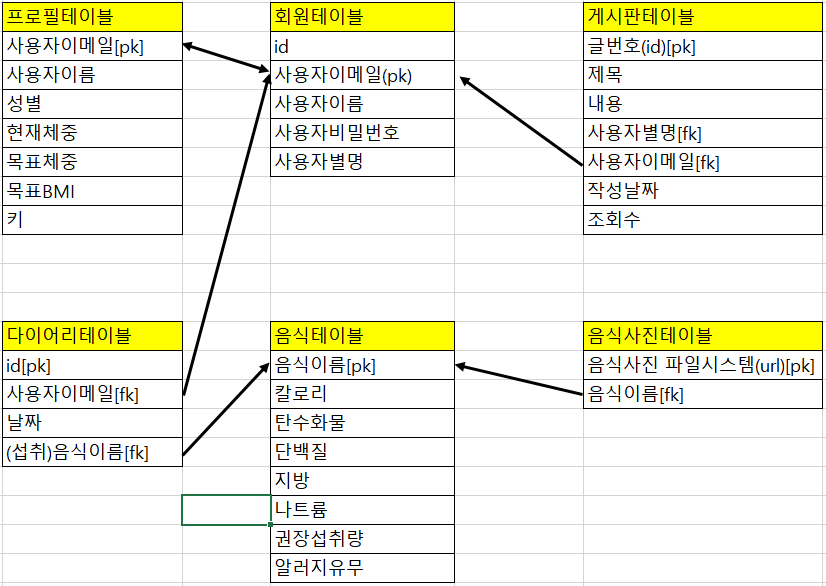 프로필테이블
사용자이메일[pk]
사용자이름
성별
현재체중
목표체중
목표BMI
키
회원테이블
id
사용자이메일(pk)
사용자이름
사용자비밀번호
사용자별명
게시판테이블
글번호(id)[pk]
제목
내용
사용자별명[fk]
사용자이메일[fk]
작성날짜
조회수
다이어리테이블
id[pk]
사용자이메일[fk]
날짜
(섭취)음식이름[fk]
음식테이블
음식이름[pk]
칼로리
탄수화물
단백질
지방
나트륨
권장섭취량
알러지유무
음식사진테이블
음식사진 파일시스템(url)[pk]
음식이름[fk]